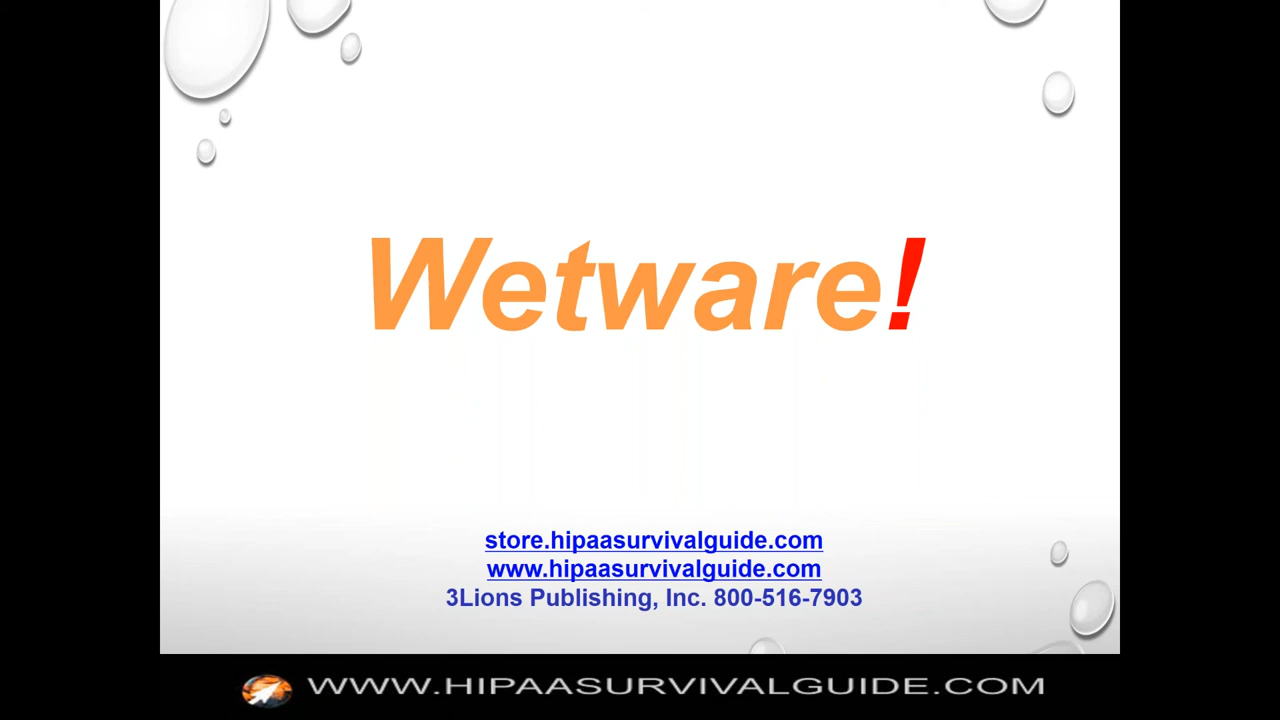 Wetware!
store.hipaasurvivalguide.com
www.hipaasurvivalguide.com
3Lions Publishing, Inc. 800-516-7903
WWW.HIPAASURVIVALGUIDE.COM